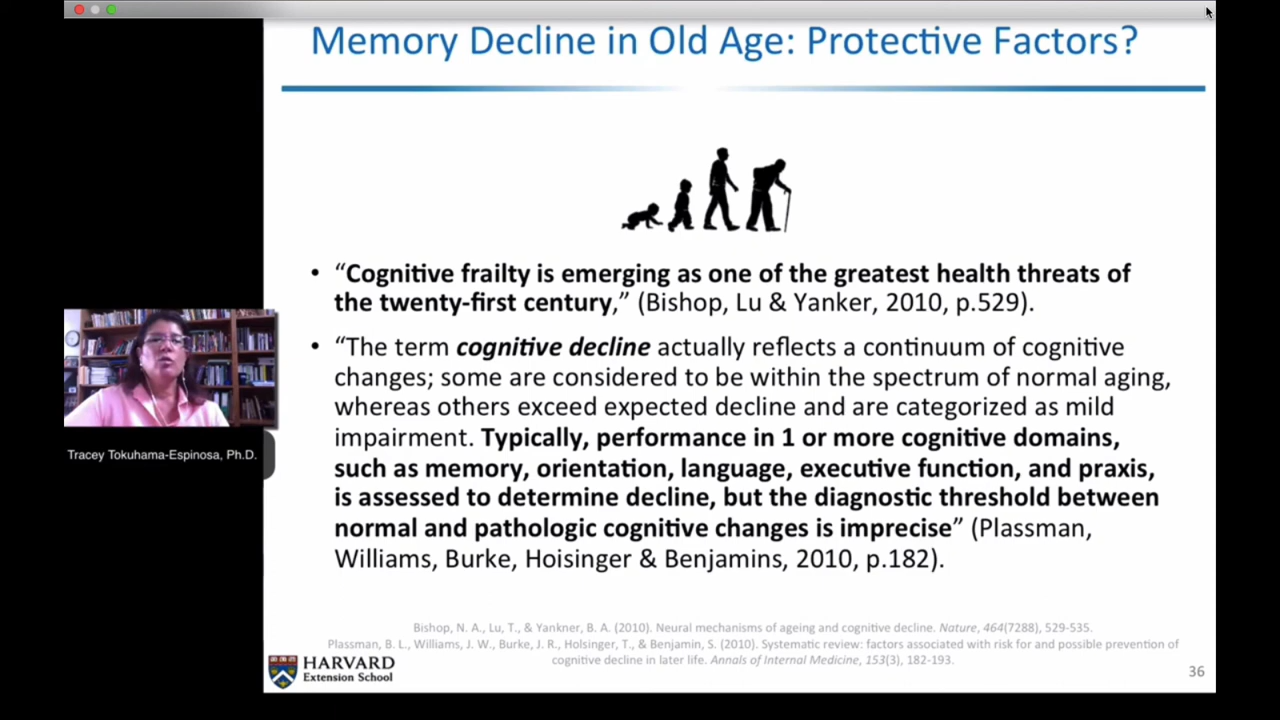 Memory Decline in Old Age: Protective Factors?
• “Cognitive frailty is emerging as one of the greatest health threats of
the twenty-first century,” (Bishop, Lu & Yanker, 2010, p.529).
• “The term cognitive decline actually reflects a continuum of cognitive
changes; some are considered to be within the spectrum of normal aging,
whereas others exceed expected decline and are categorized as mild
impairment. Typically, performance in 1 or more cognitive domains,
such as memory, orientation, language, executive function, and praxis,
is assessed to determine decline, but the diagnostic threshold between
normal and pathologic cognitive changes is imprecise” (Plassman,
Williams, Burke, Hoisinger & Benjamins, 2010, p.182).
Tracey Tokuhama-Espinosa, Ph.D.
Bishop, N. A., Lu, T., & Yankner, B. A. (2010). Neural mechanisms of ageing and cognitive decline. Nature, 464(7288), 529-535.
Plassman, B. L., Williams, J. W., Burke, J. R., Holsinger, T., & Benjamin, S. (2010). Systematic review: factors associated with risk for and possible prevention of
cognitive decline in later life. Annals of Internal Medicine, 153(3), 182-193.
HARVARD
Extension School
36